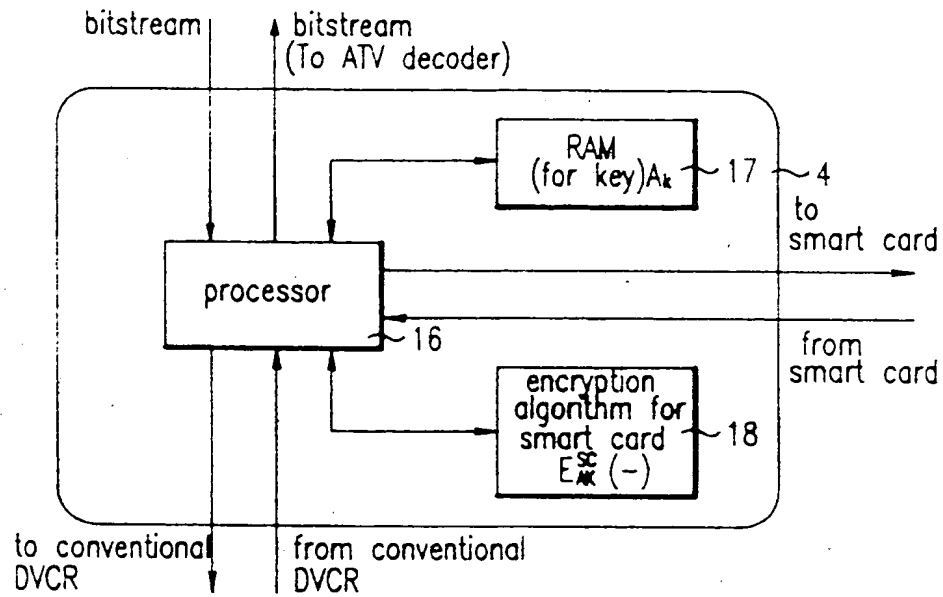 bitstream
bitstream
(To ATV decoder)
RAM
(for key)Ak
17
4
to
smart card
processor
16
from
smart card
encryption
algorithm for
smart card
E^SC_AK (-)
18
to conventional
DVCR
from conventional
DVCR